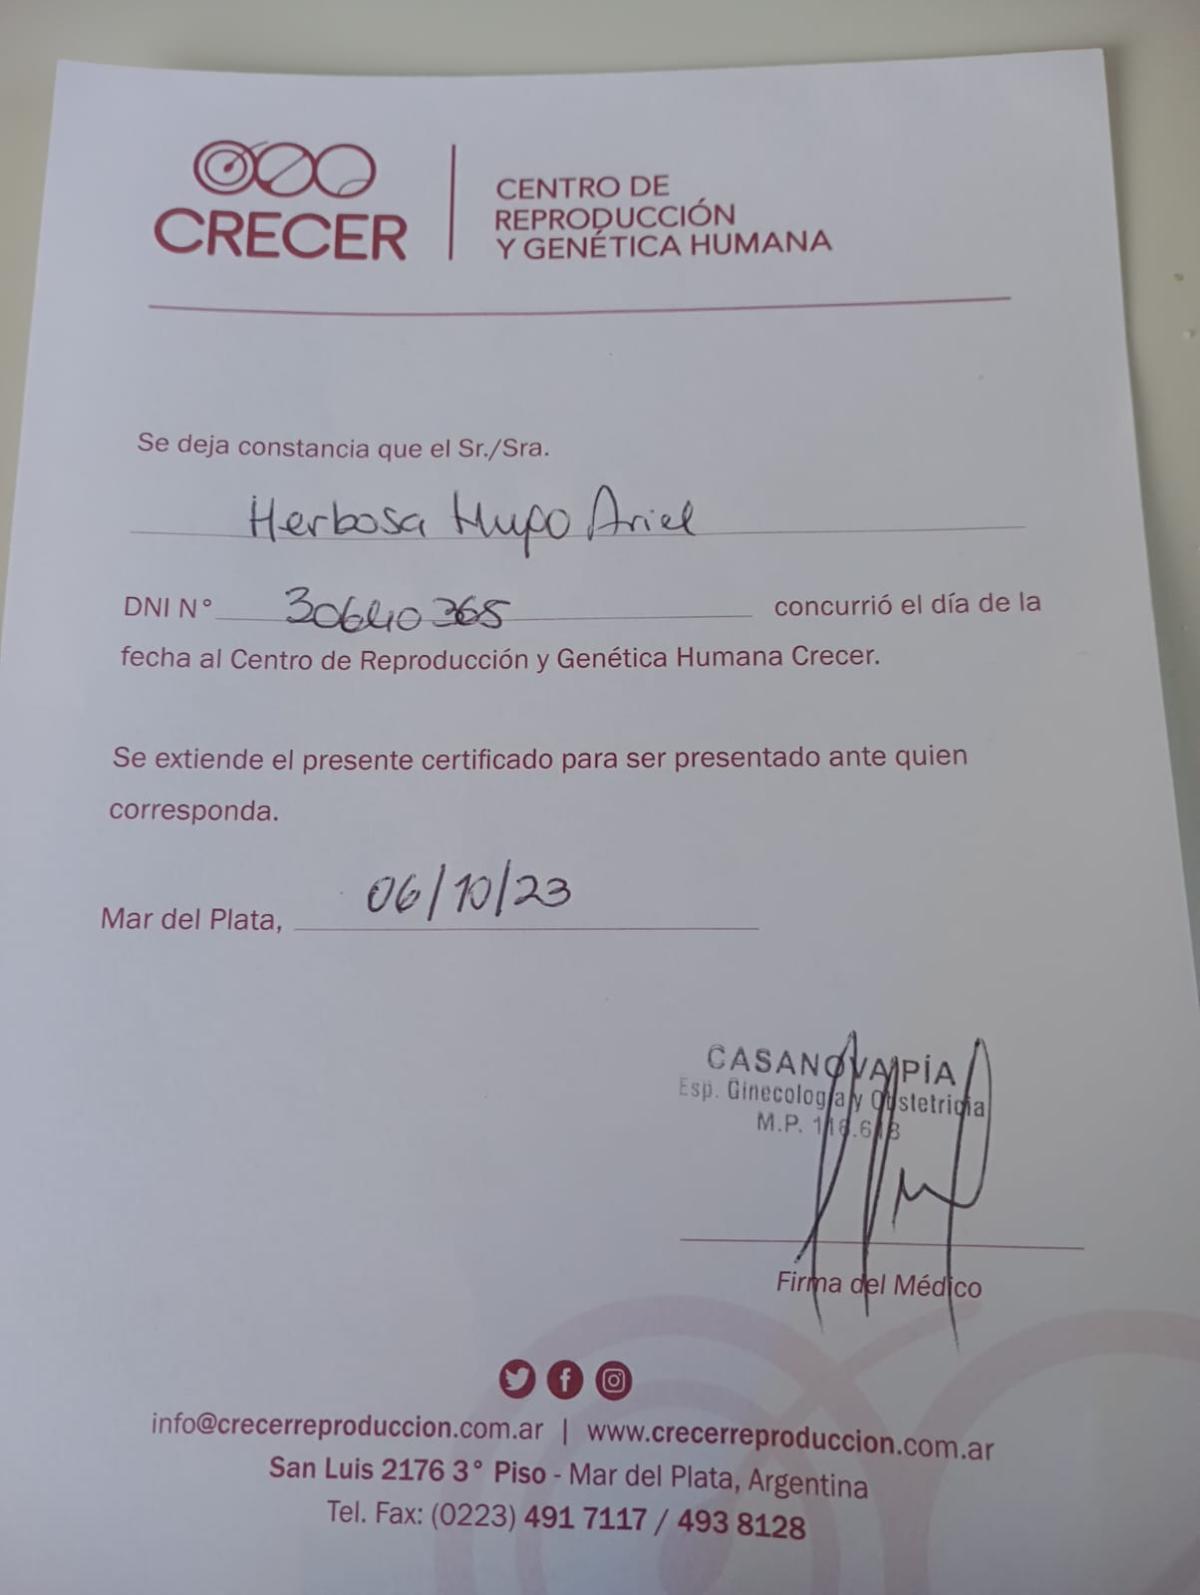 CRECER
CENTRO DE
REPRODUCCIÓN
Y GENÉTICA HUMANA
Se deja constancia que el Sr./Sra.
Herbosa Hugo Ariel
DNI N° 30640365 concurrió el día de la
fecha al Centro de Reproducción y Genética Humana Crecer.
Se extiende el presente certificado para ser presentado ante quien
corresponda.
Mar del Plata, 06/10/23
CASANOVA PÍA
Esp. Ginecología y Obstetricia
M.P.
Firma del Médico
info@crecerreproduccion.com.ar | www.crecerreproduccion.com.ar
San Luis 2176 3° Piso - Mar del Plata, Argentina
Tel. Fax: (0223) 491 7117 / 493 8128